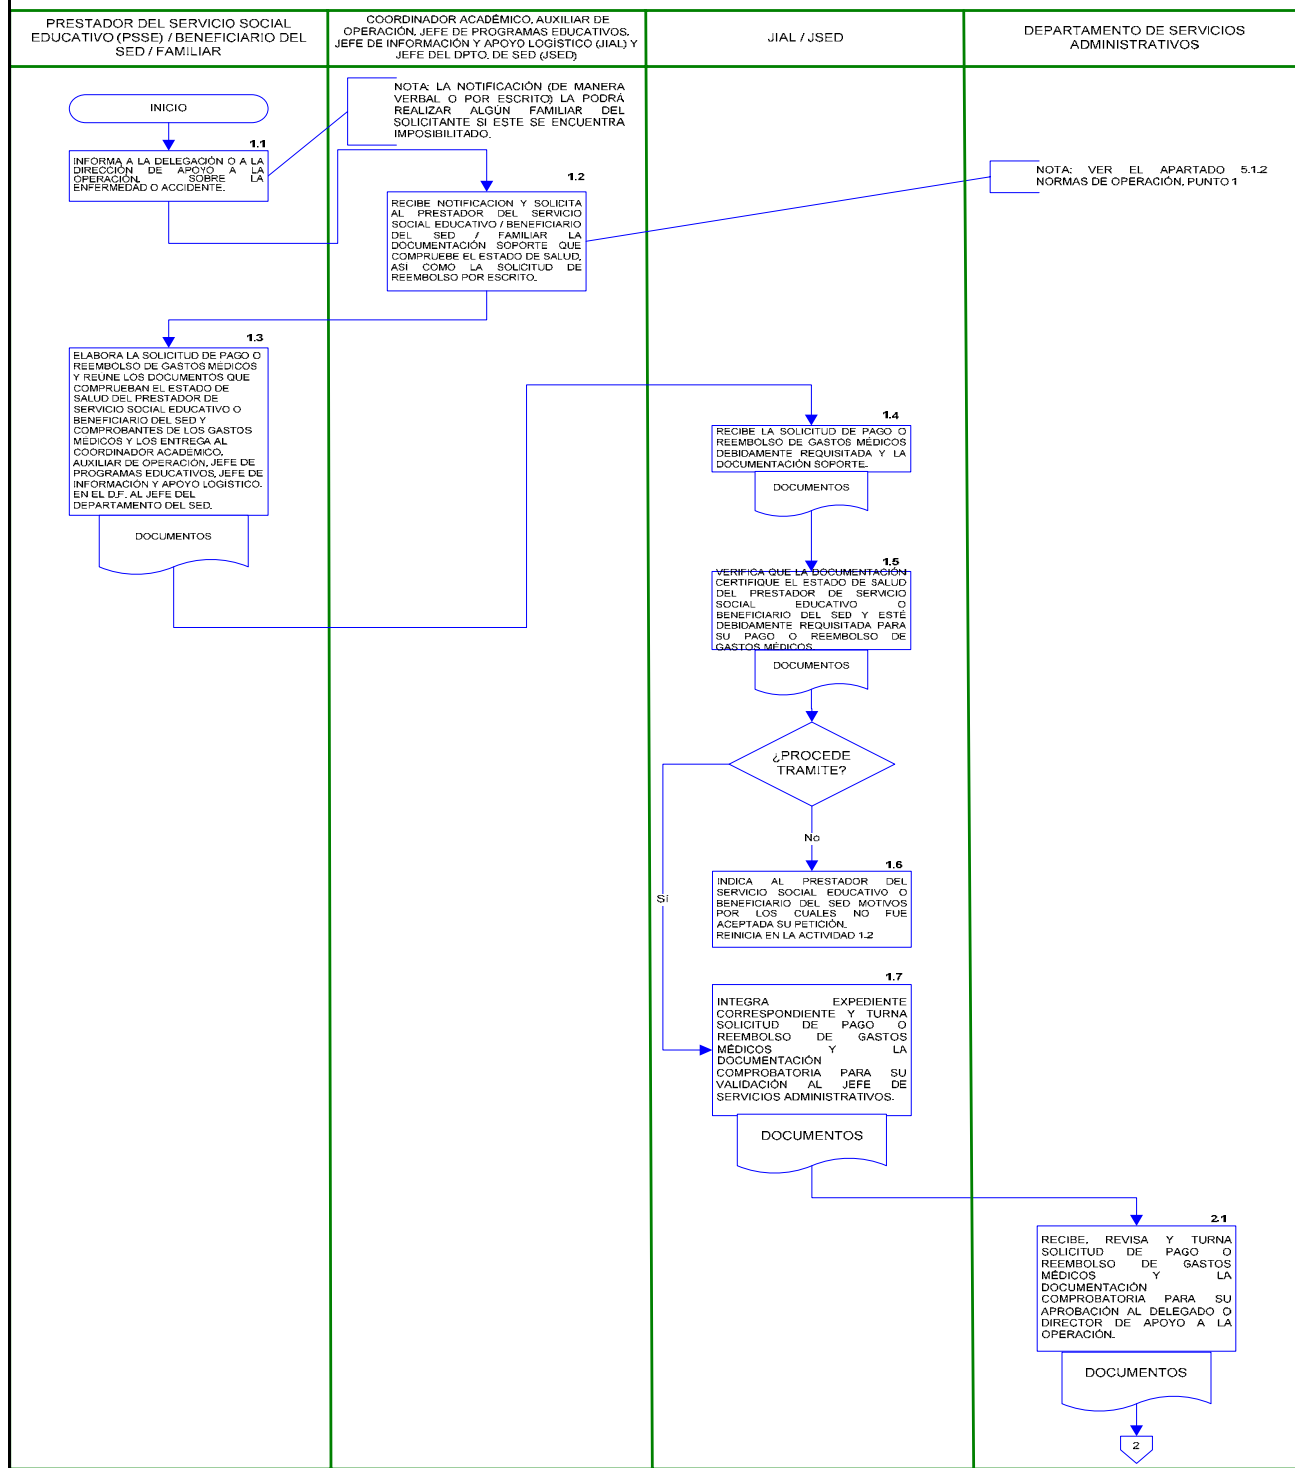 PRESTADOR DEL SERVICIO SOCIAL
EDUCATIVO (PSSE) / BENEFICIARIO DEL
SED / FAMILIAR
COORDINADOR ACADÉMICO, AUXILIAR DE
OPERACIÓN, JEFE DE PROGRAMAS EDUCATIVOS,
JEFE DE INFORMACIÓN Y APOYO LOGÍSTICO (JIAL) Y
JEFE DEL DPTO. DE SED (JSED)
JIAL / JSED
DEPARTAMENTO DE SERVICIOS
ADMINISTRATIVOS
INICIO
NOTA: LA NOTIFICACIÓN (DE MANERA
VERBAL O POR ESCRITO) LA PODRÁ
REALIZAR ALGÚN FAMILIAR DEL
SOLICITANTE SI ESTE SE ENCUENTRA
IMPOSIBILITADO.
1.1
INFORMA A LA DELEGACIÓN O A LA
DIRECCIÓN DE APOYO A LA
OPERACIÓN, SOBRE LA
ENFERMEDAD O ACCIDENTE.
1.2
RECIBE NOTIFICACION Y SOLICITA
AL PRESTADOR DEL SERVICIO
SOCIAL EDUCATIVO / BENEFICIARIO
DEL SED / FAMILIAR LA
DOCUMENTACIÓN SOPORTE QUE
COMPRUEBE EL ESTADO DE SALUD,
ASI COMO LA SOLICITUD DE
REEMBOLSO POR ESCRITO.
NOTA: VER EL APARTADO 5.1.2
NORMAS DE OPERACIÓN, PUNTO 1
1.3
ELABORA LA SOLICITUD DE PAGO O
REEMBOLSO DE GASTOS MEDICOS
Y REUNE LOS DOCUMENTOS QUE
COMPRUEBAN EL ESTADO DE
SALUD DEL PRESTADOR DE
SERVICIO SOCIAL EDUCATIVO O
BENEFICIARIO DEL SED Y
COMPROBANTES DE LOS GASTOS
MÉDICOS Y LOS ENTREGA AL
COORDINADOR ACADÉMICO,
AUXILIAR DE OPERACIÓN, JEFE DE
PROGRAMAS EDUCATIVOS, JEFE DE
INFORMACIÓN Y APOYO LOGÍSTICO.
EN EL D.F. AL JEFE DEL
DEPARTAMENTO DEL SED.
DOCUMENTOS
1.4
RECIBE LA SOLICITUD DE PAGO O
REEMBOLSO DE GASTOS MÉDICOS
DEBIDAMENTE REQUISITADA Y LA
DOCUMENTACIÓN SOPORTE.
DOCUMENTOS
1.5
VERIFICA QUE LA DOCUMENTACIÓN
CERTIFIQUE EL ESTADO DE SALUD
DEL PRESTADOR DE SERVICIO
SOCIAL EDUCATIVO O
BENEFICIARIO DEL SED Y ESTÉ
DEBIDAMENTE REQUISITADA PARA
SU PAGO O REEMBOLSO DE
GASTOS MÉDICOS.
DOCUMENTOS
¿PROCEDE
TRAMITE?
No
Si
1.6
INDICA AL PRESTADOR DEL
SERVICIO SOCIAL EDUCATIVO O
BENEFICIARIO DEL SED MOTIVOS
POR LOS CUALES NO FUE
ACEPTADA SU PETICIÓN.
REINICIA EN LA ACTIVIDAD 1.2
1.7
INTEGRA EXPEDIENTE
CORRESPONDIENTE Y TURNA
SOLICITUD DE PAGO O
REEMBOLSO DE GASTOS
MÉDICOS Y LA
DOCUMENTACIÓN
COMPROBATORIA PARA SU
VALIDACIÓN AL JEFE DE
SERVICIOS ADMINISTRATIVOS.
DOCUMENTOS
2.1
RECIBE, REVISA Y TURNA
SOLICITUD DE PAGO O
REEMBOLSO DE GASTOS
MÉDICOS Y LA
DOCUMENTACIÓN
COMPROBATORIA PARA SU
APROBACIÓN AL DELEGADO O
DIRECTOR DE APOYO A LA
OPERACIÓN.
DOCUMENTOS
2